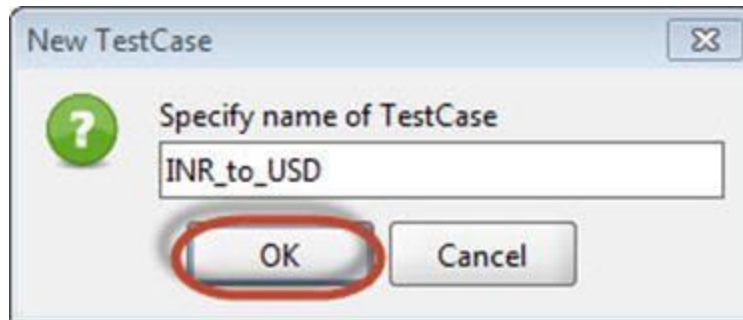 New TestCase
Specify name of TestCase
INR_to_USD
OK Cancel